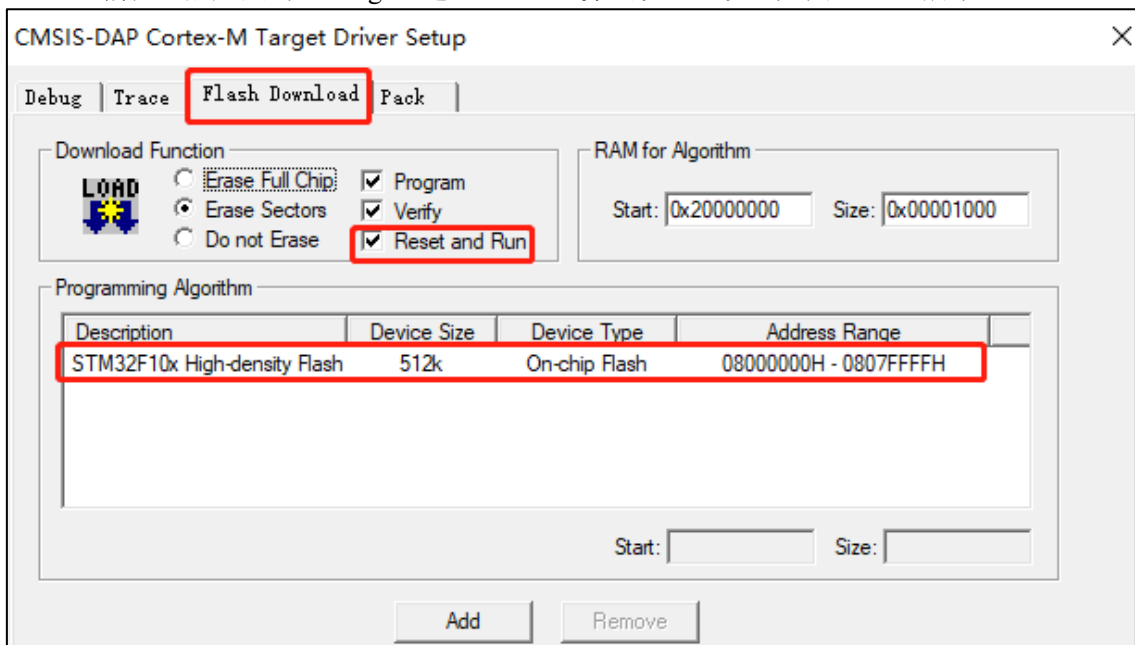 CMSIS-DAP Cortex-M Target Driver Setup
Debug Trace Flash Download Pack
Download Function
LOAD
Erase Full Chip
Erase Sectors
Do not Erase
Program
Verify
Reset and Run
RAM for Algorithm
Start: 0x20000000 Size: 0x00001000
Programming Algorithm
Description Device Size Device Type Address Range
STM32F10x High-density Flash 512k On-chip Flash 08000000H - 0807FFFFH
Start: Size:
Add Remove